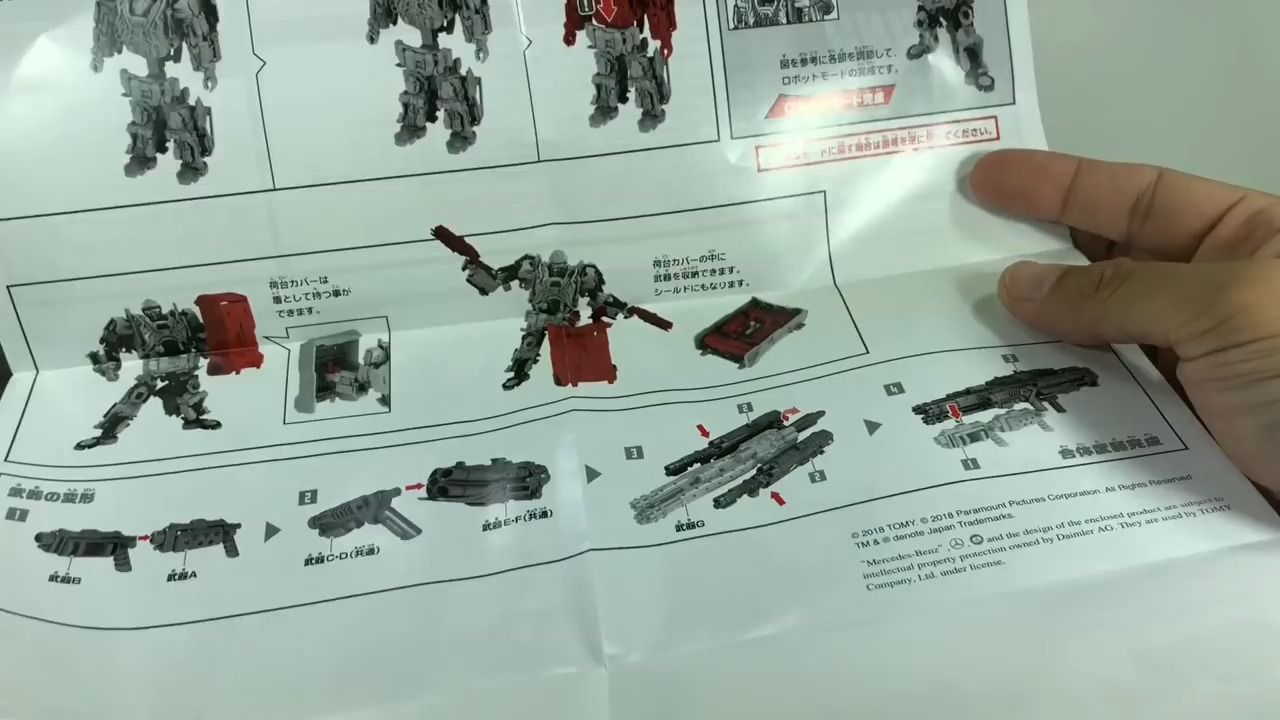 図を参考に各部を調節して、
ロボットモードの完成です。
ください。
荷台カバーは
盾として持つ事が
できます。
荷台カバーの中に
武器を収納できます。
シールドにもなります。
武器の変形
1
武器B
武器A
2
武器C・D(共通)
武器E・F(共通)
3
2
2
武器G
4
3
1
合体武器完成
© 2018 TOMY. © 2018 Paramount Pictures Corporation. All Rights Reserved
TM & ® denote Japan Trademarks.
"Mercedes-Benz", and the design of the enclosed product are subject to
intellectual property protection owned by Daimler AG. They are used by TOMY
Company, Ltd. under license.